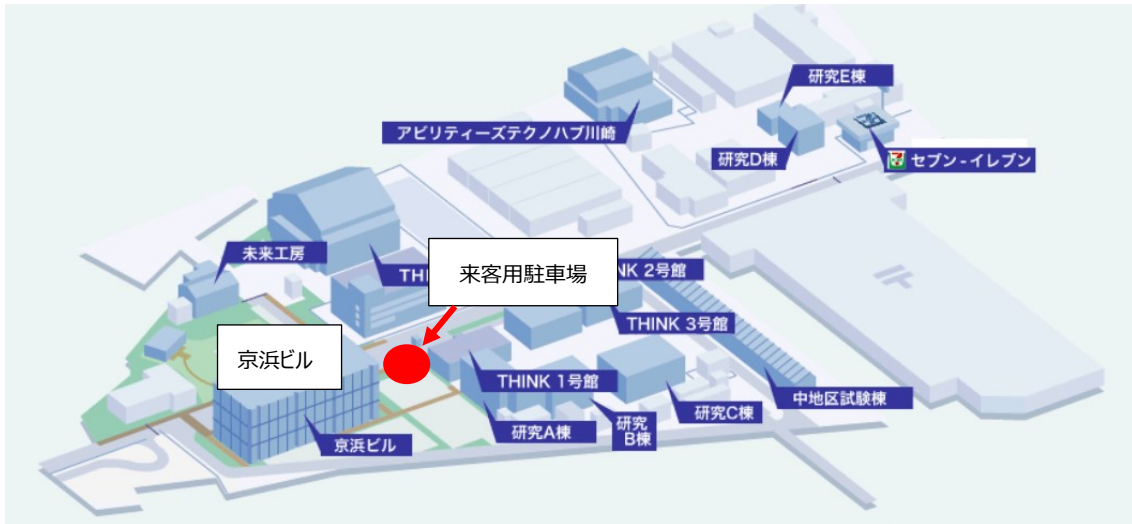 研究E棟
アビリティーズテクノハブ川崎
研究D棟
セブン-イレブン
未来工房
来客用駐車場
THI
NK 2号館
THINK 3号館
京浜ビル
THINK 1号館
中地区試験棟
研究C棟
研究
B棟
研究A棟
京浜ビル